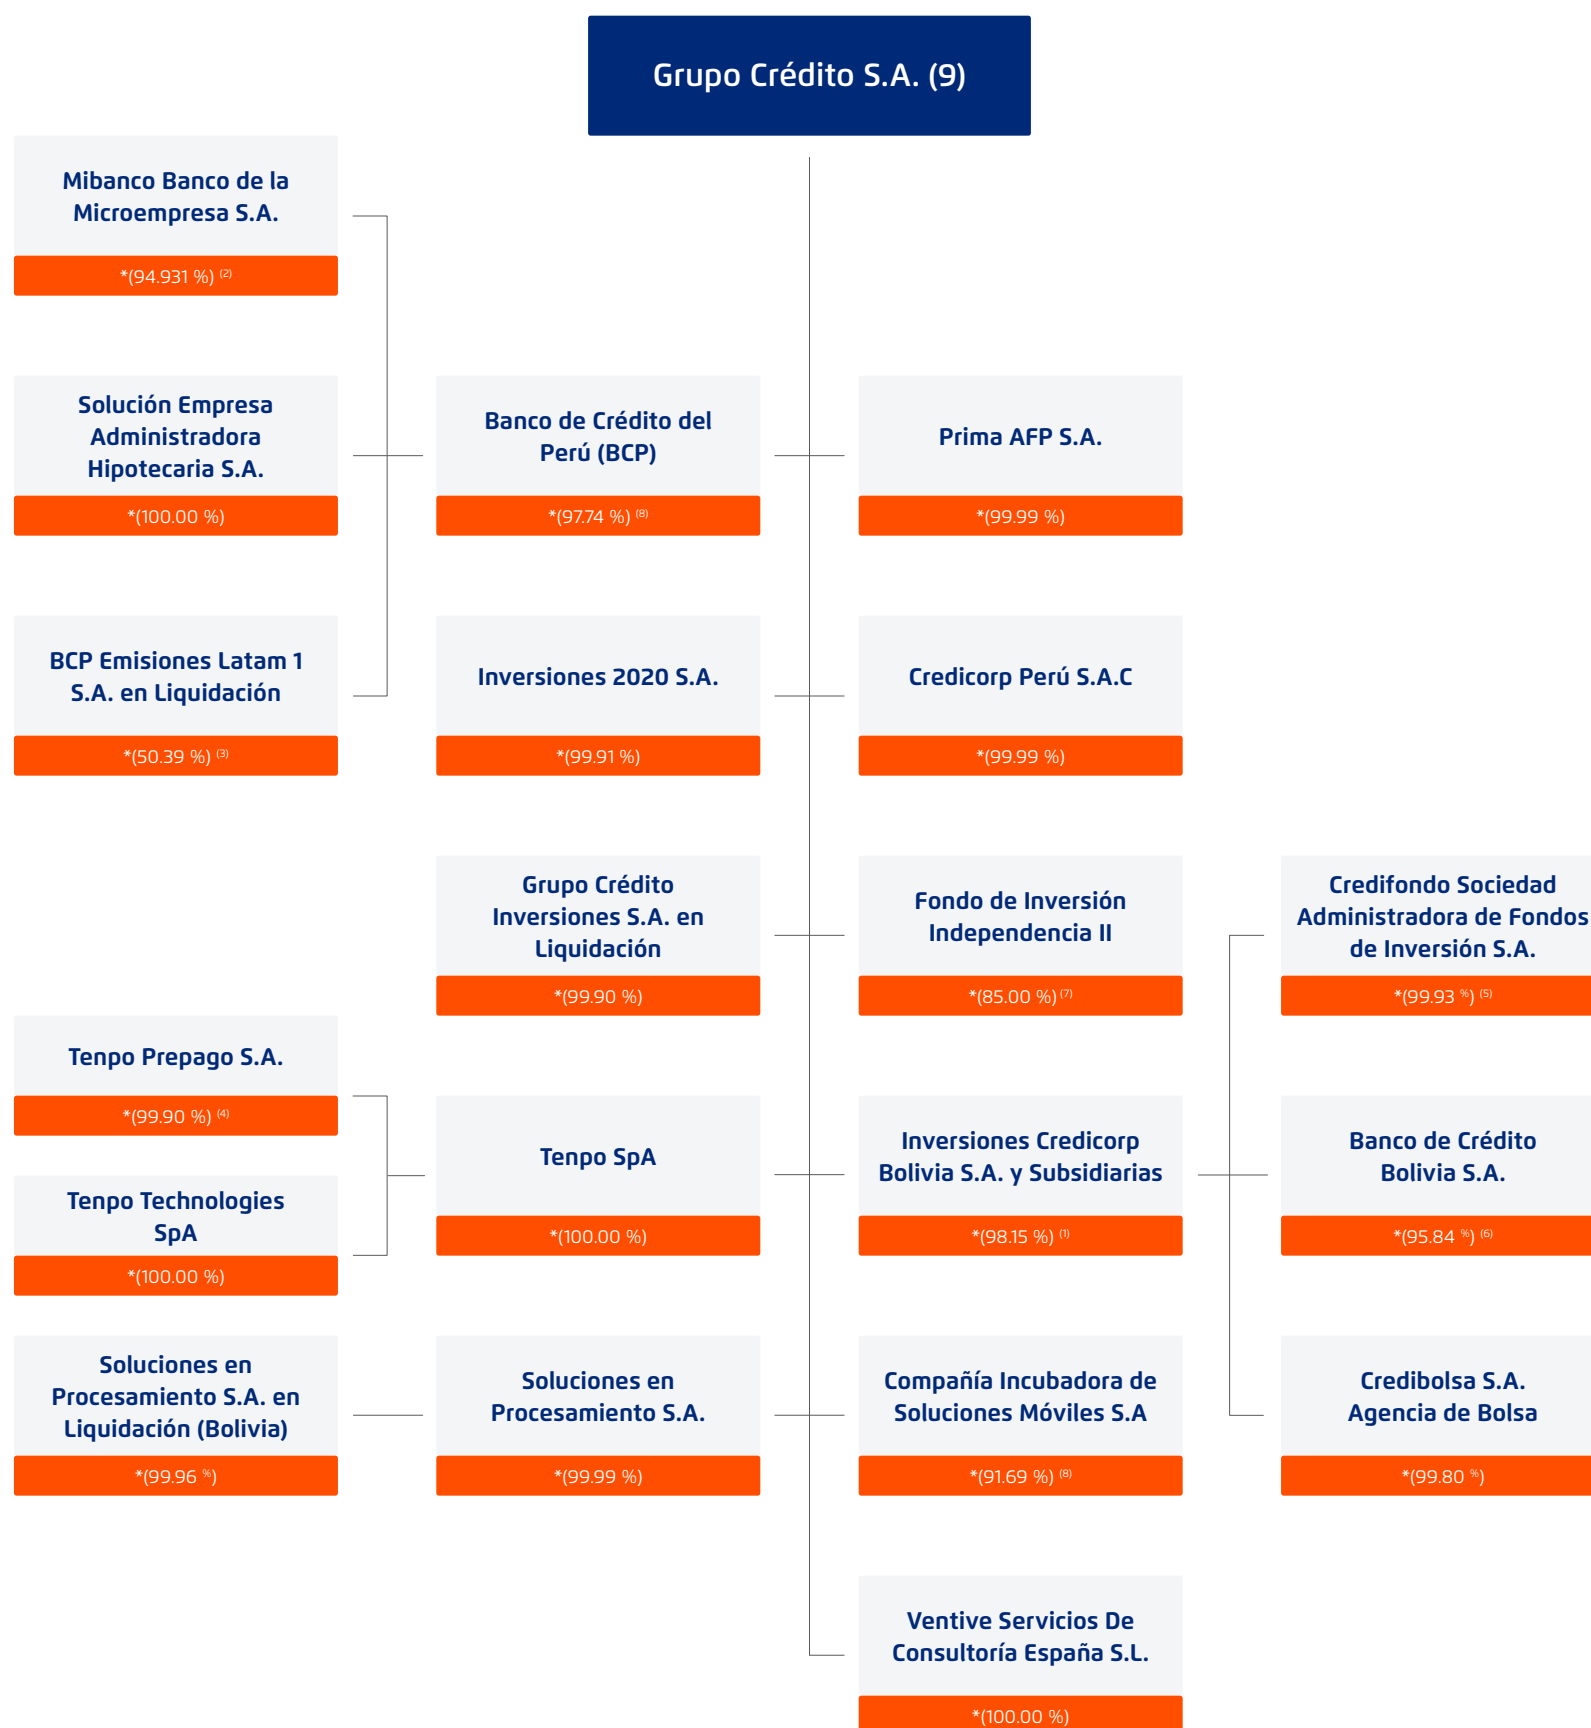 Grupo Crédito S.A. (9)
Mibanco Banco de la
Microempresa S.A.
*(94.931 %) (2)
Solución Empresa
Administradora
Hipotecaria S.A.
*(100.00 %)
Banco de Crédito del
Perú (BCP)
*(97.74 %) (8)
Prima AFP S.A.
*(99.99 %)
BCP Emisiones Latam 1
S.A. en Liquidación
*(50.39 %) (3)
Inversiones 2020 S.A.
*(99.91 %)
Credicorp Perú S.A.C
*(99.99 %)
Grupo Crédito
Inversiones S.A. en
Liquidación
*(99.90 %)
Fondo de Inversión
Independencia II
*(85.00 %) (7)
Credifondo Sociedad
Administradora de Fondos
de Inversión S.A.
*(99.93 %) (5)
Tenpo Prepago S.A.
*(99.90 %) (4)
Tenpo Technologies
SpA
*(100.00 %)
Tenpo SpA
*(100.00 %)
Inversiones Credicorp
Bolivia S.A. y Subsidiarias
*(98.15 %) (1)
Banco de Crédito
Bolivia S.A.
*(95.84 %) (6)
Soluciones en
Procesamiento S.A. en
Liquidación (Bolivia)
*(99.96 %)
Soluciones en
Procesamiento S.A.
*(99.99 %)
Compañía Incubadora de
Soluciones Móviles S.A
*(91.69 %) (8)
Credibolsa S.A.
Agencia de Bolsa
*(99.80 %)
Ventive Servicios De
Consultoría España S.L.
*(100.00 %)